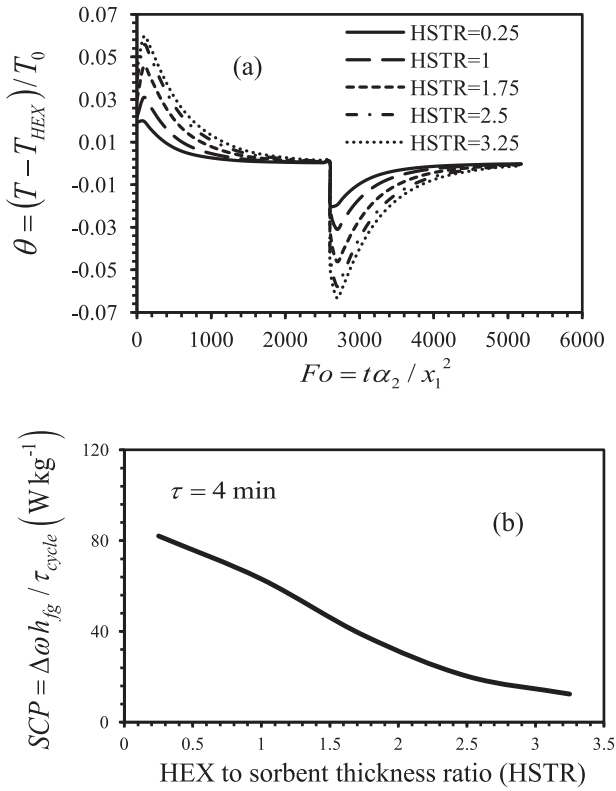 0.07
0.05
0.03
0.01
-0.01
-0.03
-0.05
-0.07
θ = (T − T_HEX) / T_0
(a)
HSTR=0.25
HSTR=1
HSTR=1.75
HSTR=2.5
HSTR=3.25
0 1000 2000 3000 4000 5000 6000
Fo = tα₂ / x₁²
120
80
40
0
SCP = Δω h_fg / τ_cycle (W kg⁻¹)
τ = 4 min
(b)
0 0.5 1 1.5 2 2.5 3 3.5
HEX to sorbent thickness ratio (HSTR)